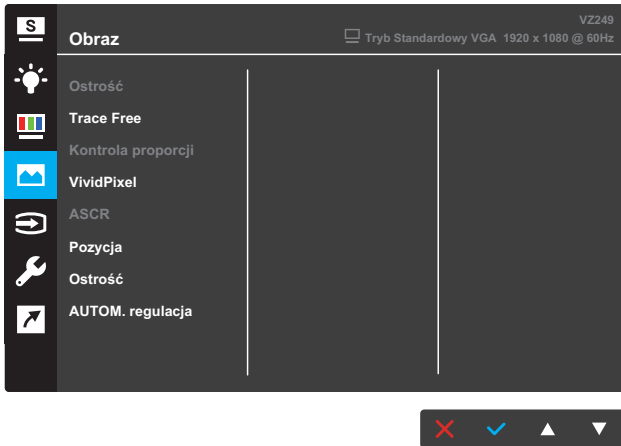 S
VZ249
Obraz
Tryb Standardowy VGA 1920 x 1080 @ 60Hz
Ostrość
Trace Free
Kontrola proporcji
VividPixel
ASCR
Pozycja
Ostrość
AUTOM. regulacja